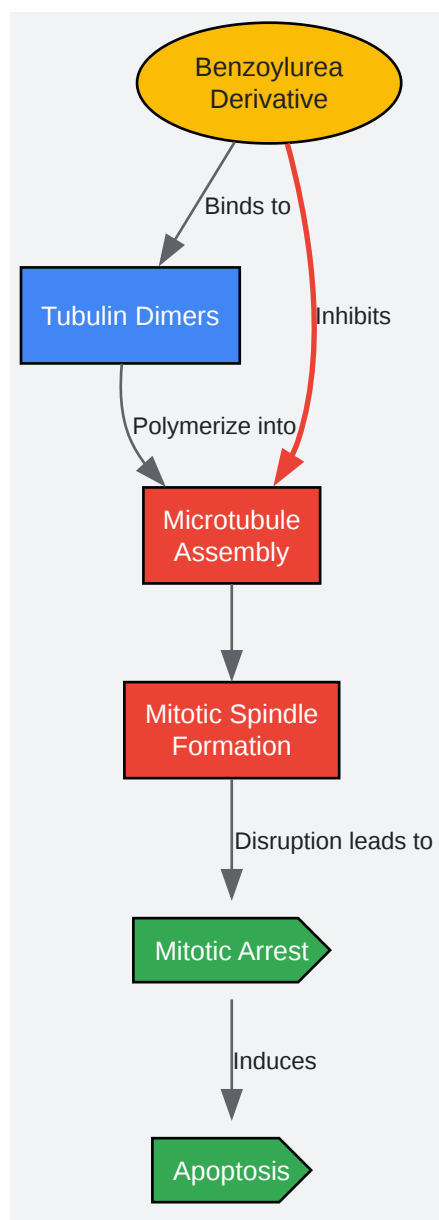 Benzoylurea
Derivative
Binds to
Tubulin Dimers
Inhibits
Polymerize into
Microtubule
Assembly
Mitotic Spindle
Formation
Disruption leads to
Mitotic Arrest
Induces
Apoptosis